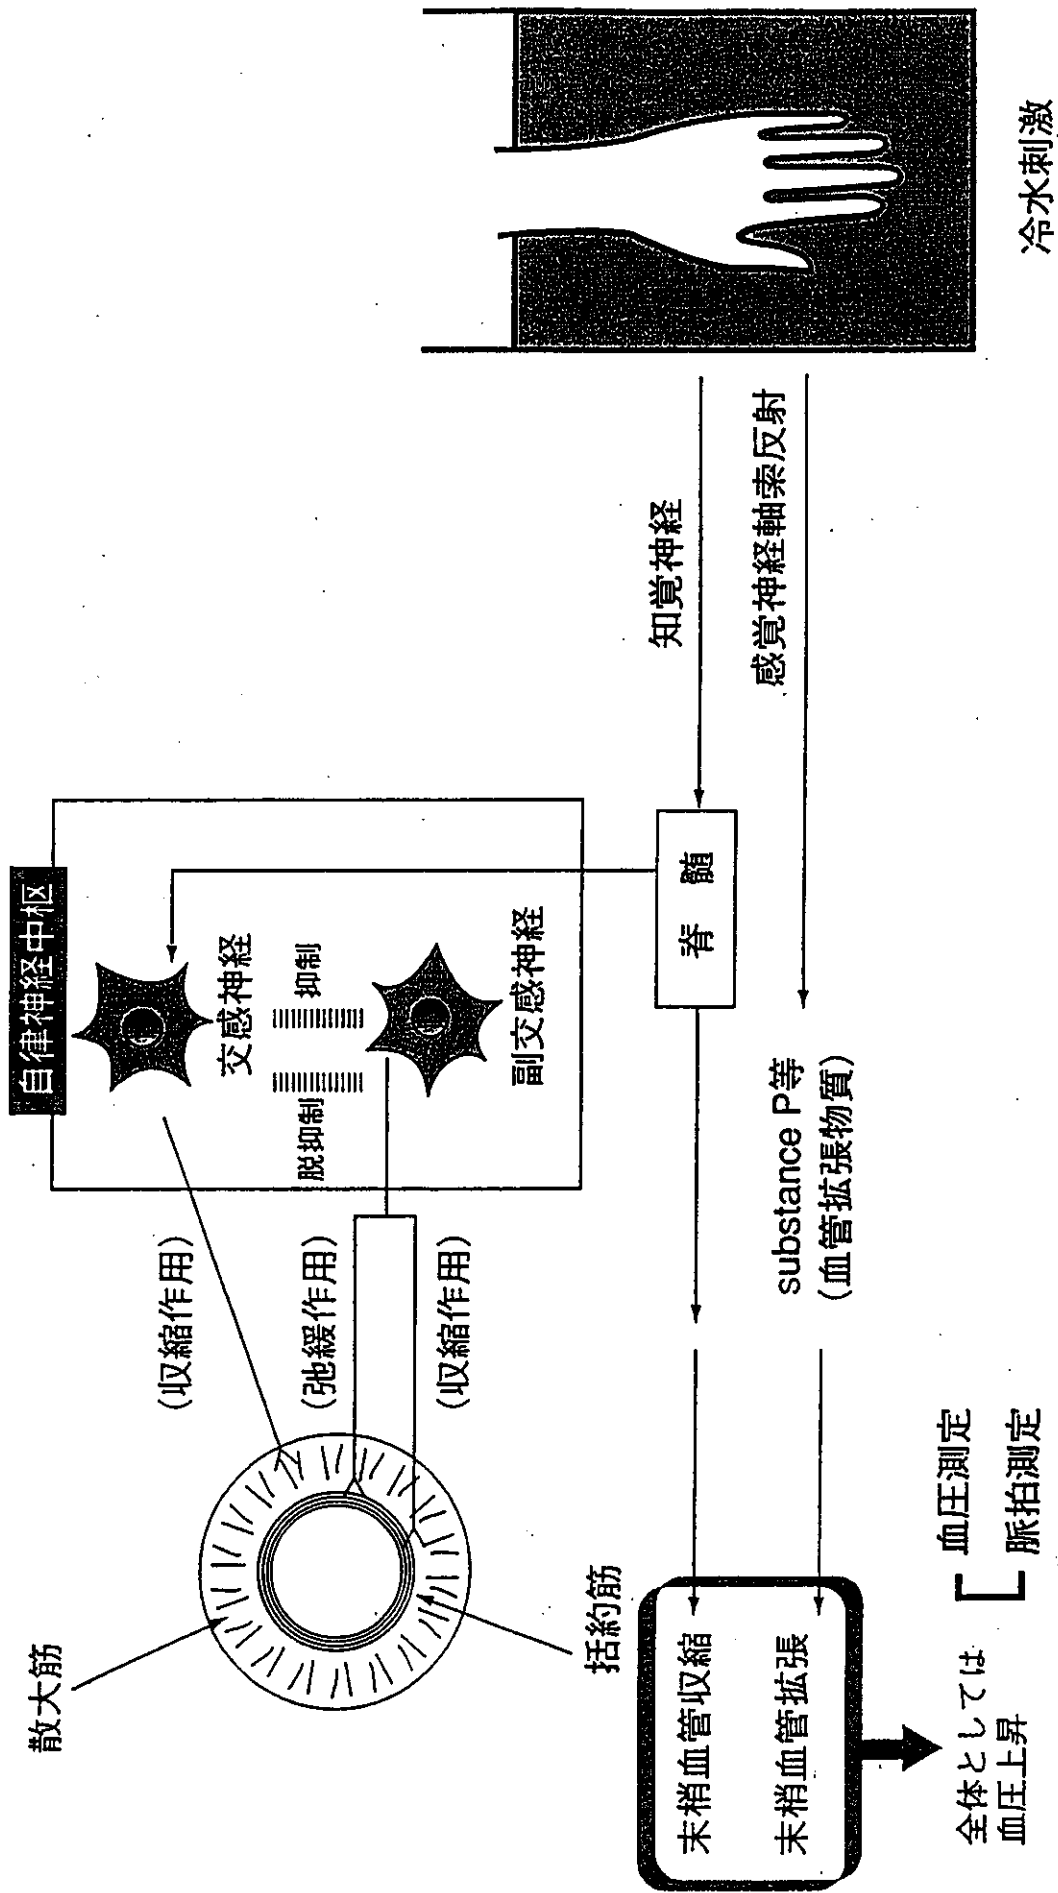 自律神経中枢
散大筋
(収縮作用)
交感神経
(弛緩作用)
脱抑制
抑制
(収縮作用)
副交感神経
括約筋
脊 髄
知覚神経
感覚神経軸索反射
substance P等
(血管拡張物質)
末梢血管収縮
末梢血管拡張
全体としては
血圧上昇
血圧測定
脈拍測定
冷水刺激